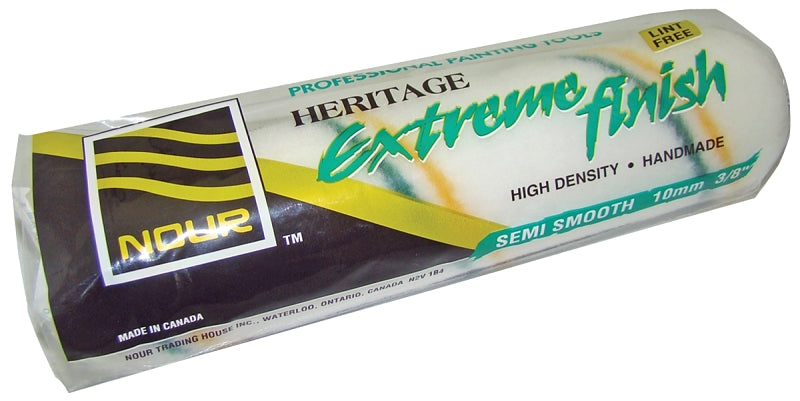 PROFESSIONAL PAINTING TOOLS
LINT FREE
HERITAGE
Extreme finish
HIGH DENSITY • HANDMADE
SEMI SMOOTH 10mm 3/8"
NOUR
TM
MADE IN CANADA
NOUR TRADING HOUSE INC., WATERLOO, ONTARIO, CANADA N2V 1B4